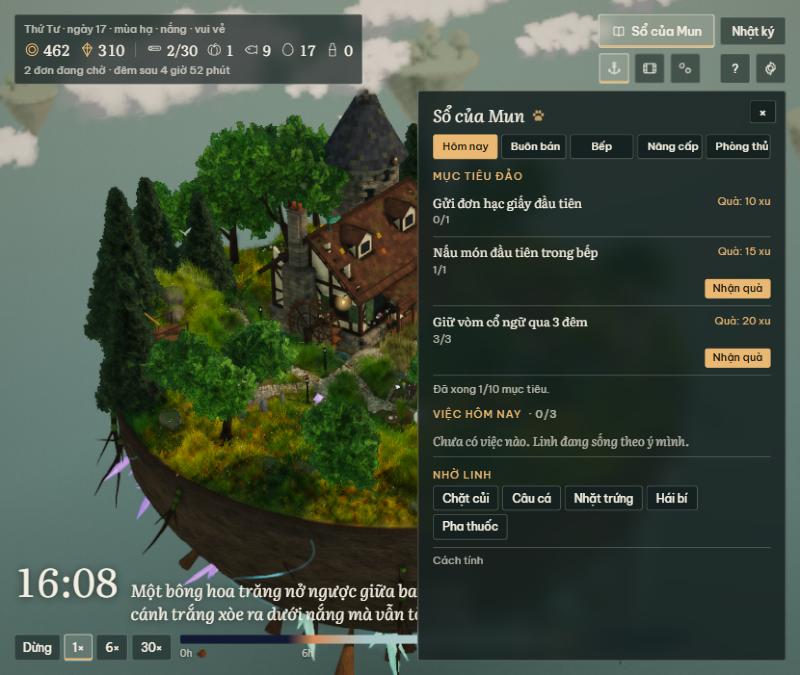 Thứ Tư · ngày 17 · mùa hạ · nắng · vui vẻ
462 310 2/30 1 9 17 0
2 đơn đang chờ · đêm sau 4 giờ 52 phút
Sổ của Mun
Nhật ký
?
Sổ của Mun
×
Hôm nay Buôn bán Bếp Nâng cấp Phòng thủ
MỤC TIÊU ĐẢO
Gửi đơn hạc giấy đầu tiên Quà: 10 xu
0/1
Nấu món đầu tiên trong bếp Quà: 15 xu
1/1
Nhận quà
Giữ vòm cổ ngữ qua 3 đêm Quà: 20 xu
3/3
Nhận quà
Đã xong 1/10 mục tiêu.
VIỆC HÔM NAY · 0/3
Chưa có việc nào. Linh đang sống theo ý mình.
NHỜ LINH
Chặt củi Câu cá Nhặt trứng Hái bí
Pha thuốc
Cách tính
16:08
Một bông hoa trăng nở ngược giữa ba
cánh trắng xòe ra dưới nắng mà vẫn
Dừng 1× 6× 30×
0h 6h